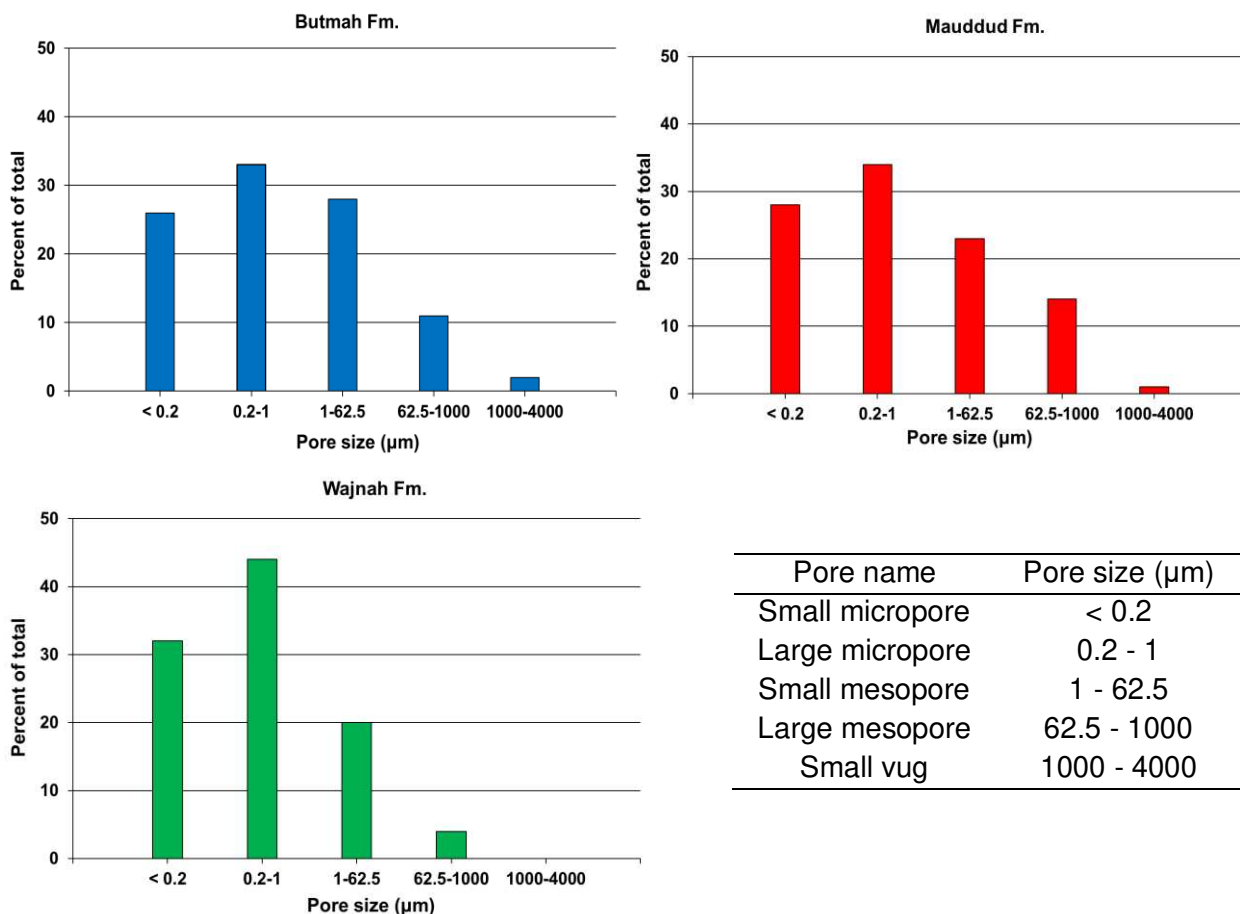 Butmah Fm.
50
40
30
20
10
0
Percent of total
< 0.2 0.2-1 1-62.5 62.5-1000 1000-4000
Pore size (µm)
Mauddud Fm.
50
40
30
20
10
0
Percent of total
< 0.2 0.2-1 1-62.5 62.5-1000 1000-4000
Pore size (µm)
Wajnah Fm.
50
40
30
20
10
0
Percent of total
< 0.2 0.2-1 1-62.5 62.5-1000 1000-4000
Pore size (µm)
Pore name Pore size (µm)
Small micropore < 0.2
Large micropore 0.2 - 1
Small mesopore 1 - 62.5
Large mesopore 62.5 - 1000
Small vug 1000 - 4000